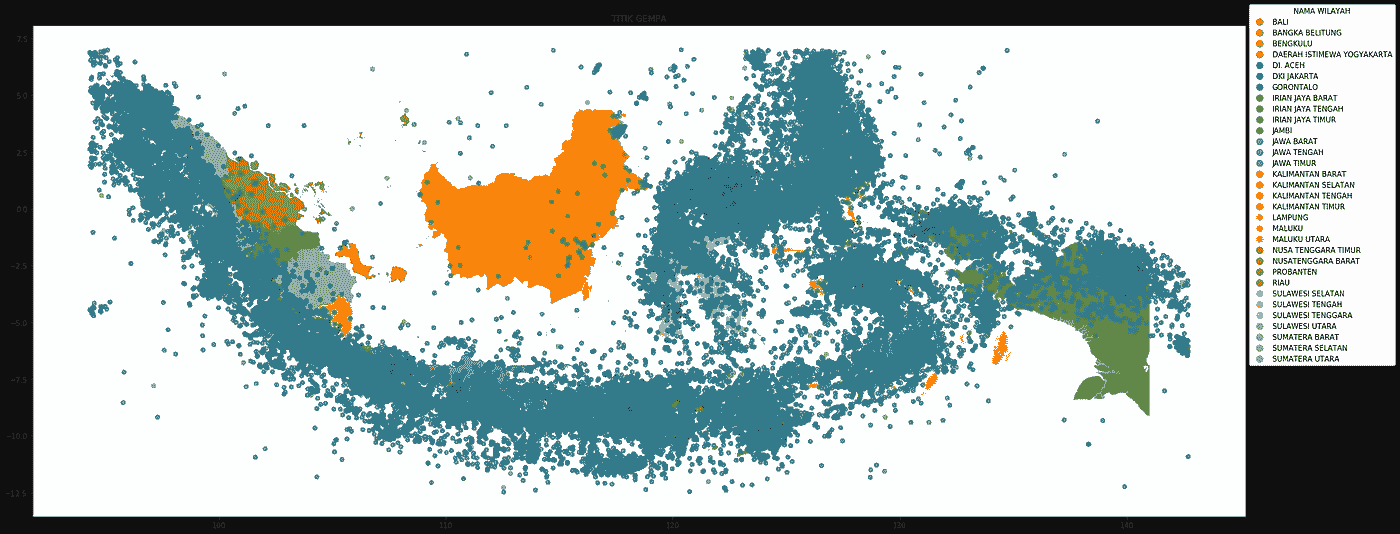 TITIK GEMPA
NAMA WILAYAH
BALI
BANGKA BELITUNG
BENGKULU
DAERAH ISTIMEWA YOGYAKARTA
DI. ACEH
DKI JAKARTA
GORONTALO
IRIAN JAYA BARAT
IRIAN JAYA TENGAH
IRIAN JAYA TIMUR
JAMBI
JAWA BARAT
JAWA TENGAH
JAWA TIMUR
KALIMANTAN BARAT
KALIMANTAN SELATAN
KALIMANTAN TENGAH
KALIMANTAN TIMUR
LAMPUNG
MALUKU
MALUKU UTARA
NUSA TENGGARA TIMUR
NUSATENGGARA BARAT
PROBANTEN
RIAU
SULAWESI SELATAN
SULAWESI TENGAH
SULAWESI TENGGARA
SULAWESI UTARA
SUMATERA BARAT
SUMATERA SELATAN
SUMATERA UTARA
7.5
5.0
2.5
0.0
−2.5
−5.0
−7.5
−10.0
−12.5
100 110 120 130 140